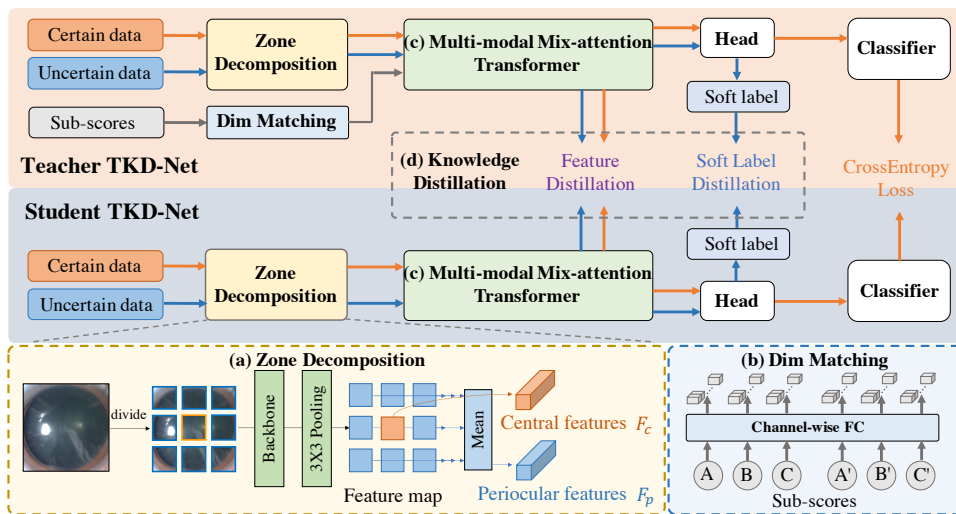 Certain data
Uncertain data
Sub-scores
Zone
Decomposition
Dim Matching
(c) Multi-modal Mix-attention
Transformer
Head
Soft label
Classifier
Teacher TKD-Net
(d) Knowledge
Distillation
Feature
Distillation
Soft Label
Distillation
CrossEntropy
Loss
Student TKD-Net
Certain data
Uncertain data
Zone
Decomposition
(c) Multi-modal Mix-attention
Transformer
Soft label
Head
Classifier
(a) Zone Decomposition
divide
Backbone
3X3 Pooling
Feature map
Mean
Central features F_c
Periocular features F_p
(b) Dim Matching
Channel-wise FC
A B C A' B' C'
Sub-scores